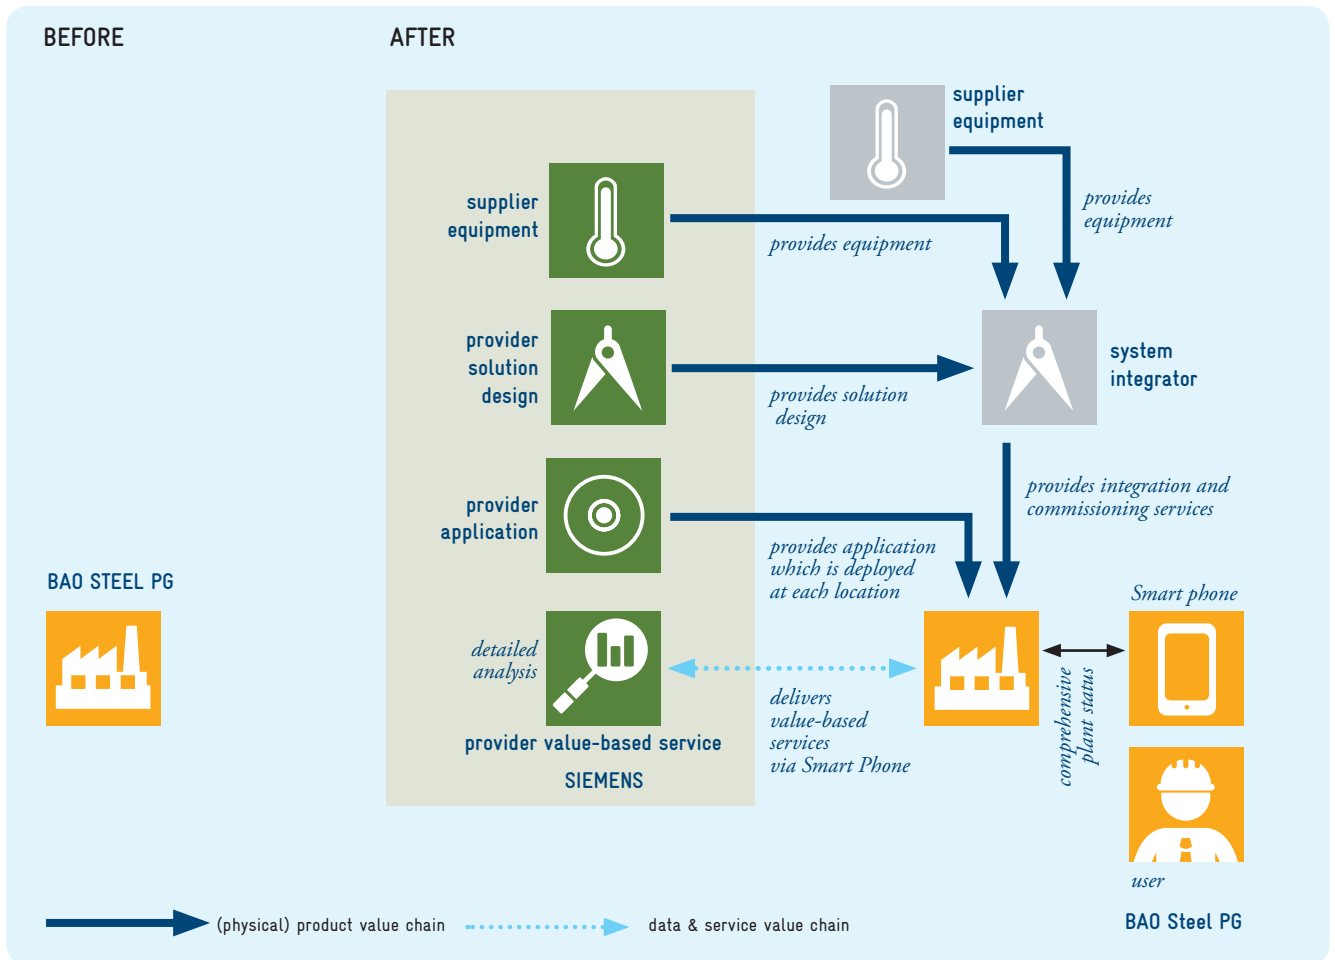 BEFORE
AFTER
supplier
equipment
provides
equipment
supplier
equipment
provides equipment
provider
solution
design
provides solution
design
system
integrator
provides integration and
commissioning services
provider
application
provides application
which is deployed
at each location
BAO STEEL PG
detailed
analysis
provider value-based service
SIEMENS
delivers
value-based
services
via Smart Phone
comprehensive
plant status
Smart phone
user
BAO Steel PG
(physical) product value chain
data & service value chain